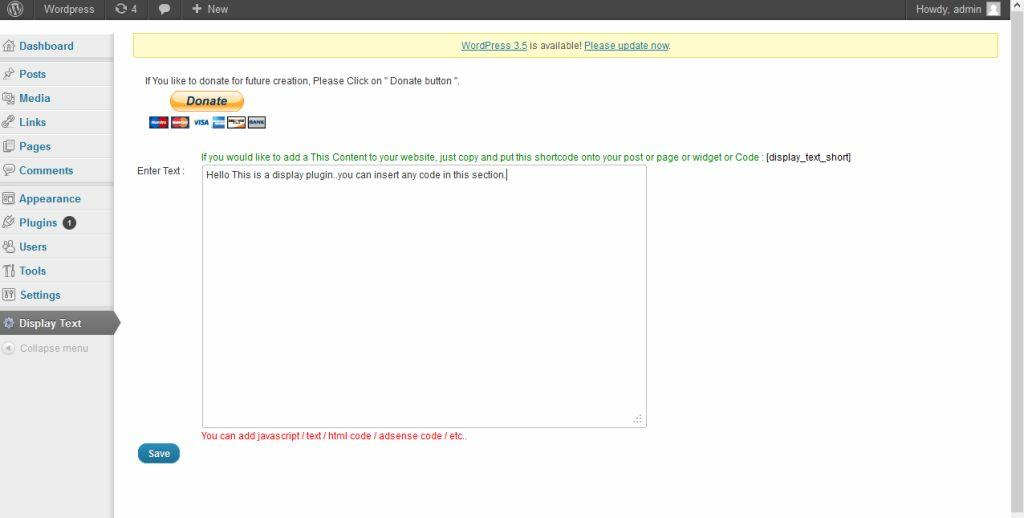 Wordpress 4 New Howdy, admin
WordPress 3.5 is available! Please update now.
Dashboard
Posts
Media
Links
Pages
Comments
Appearance
Plugins 1
Users
Tools
Settings
Display Text
Collapse menu
If You like to donate for future creation, Please Click on " Donate button ".
Donate
VISA
BANK
If you would like to add a This Content to your website, just copy and put this shortcode onto your post or page or widget or Code : [display_text_short]
Enter Text :
Hello This is a display plugin..you can insert any code in this section.
You can add javascript / text / html code / adsense code / etc..
Save